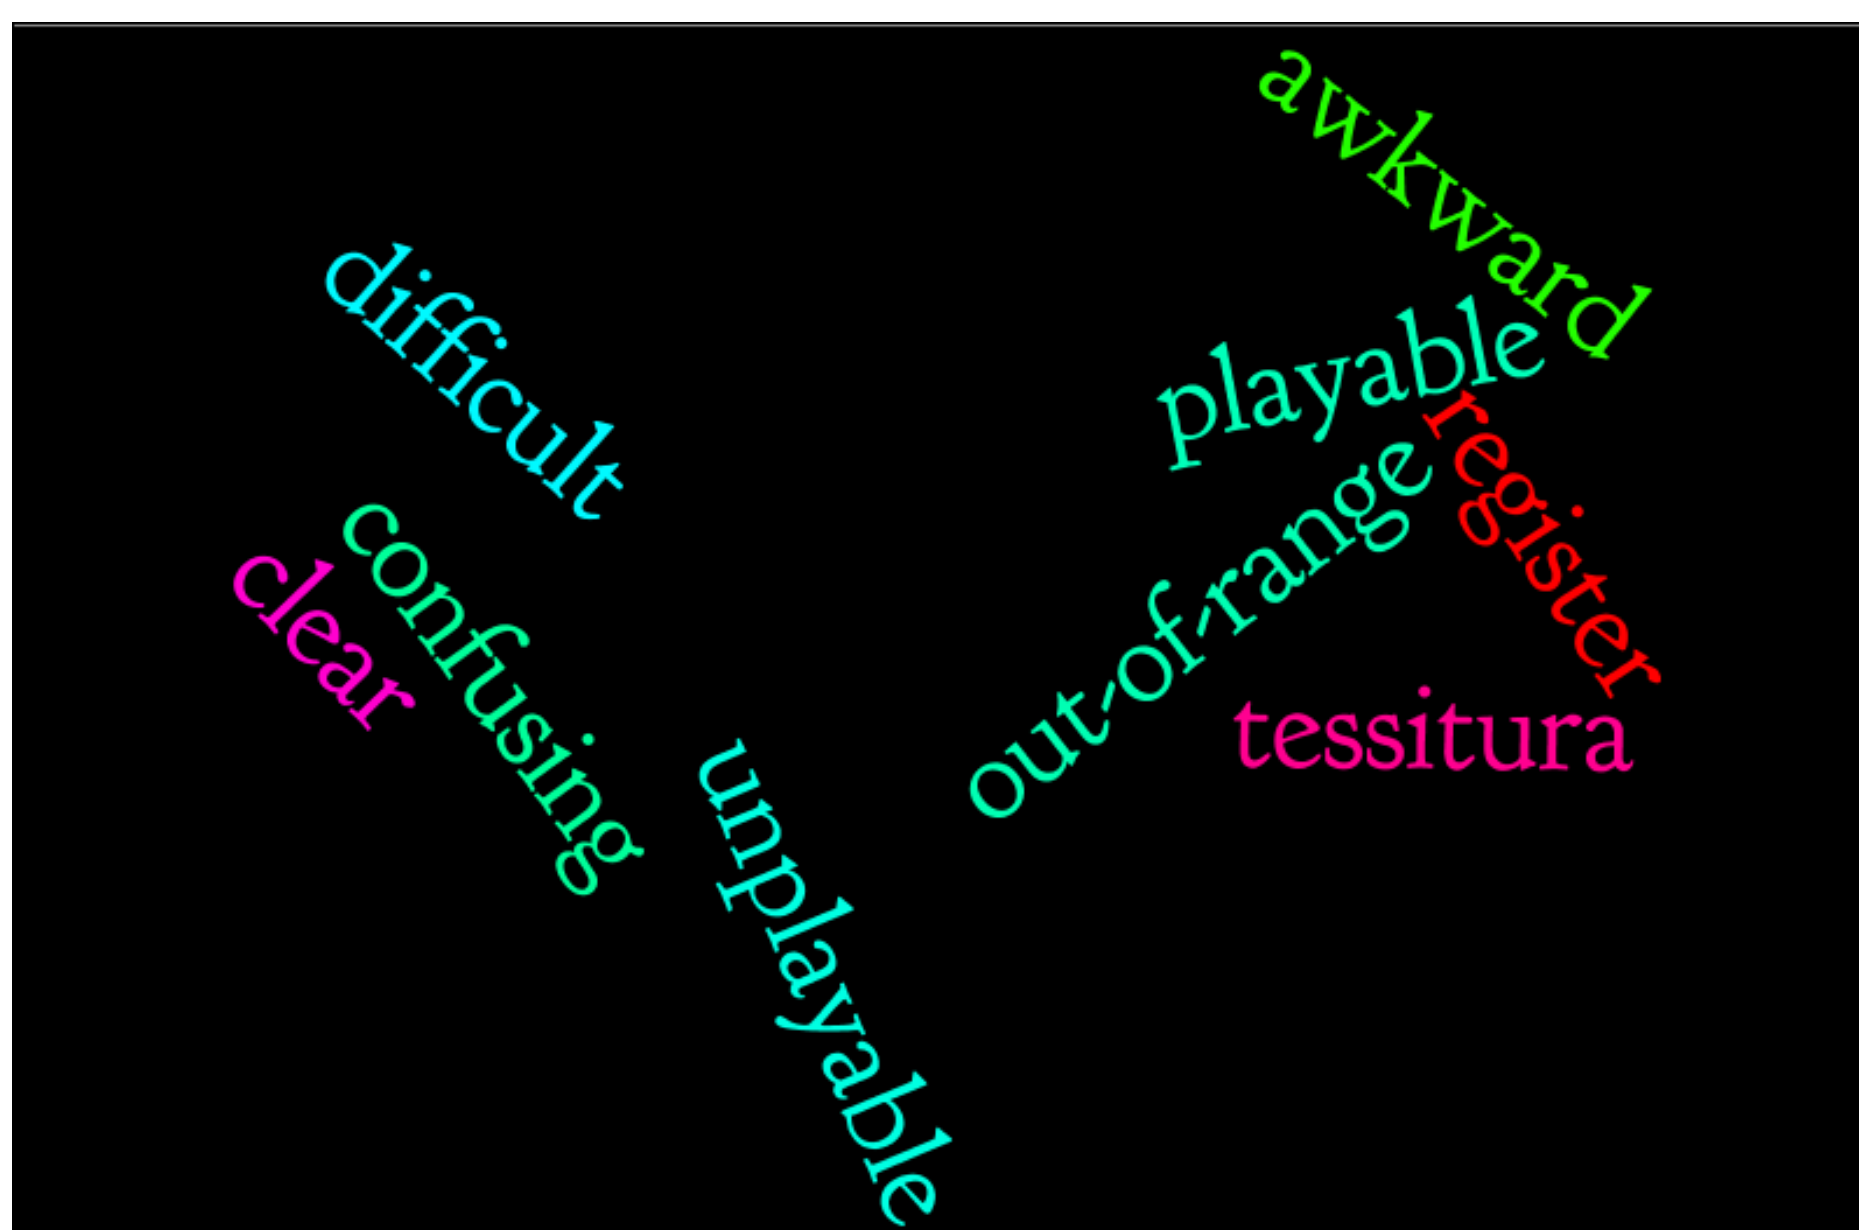 awkward
difficult
playable
register
out-of-range
confusing
clear
tessitura
unplayable